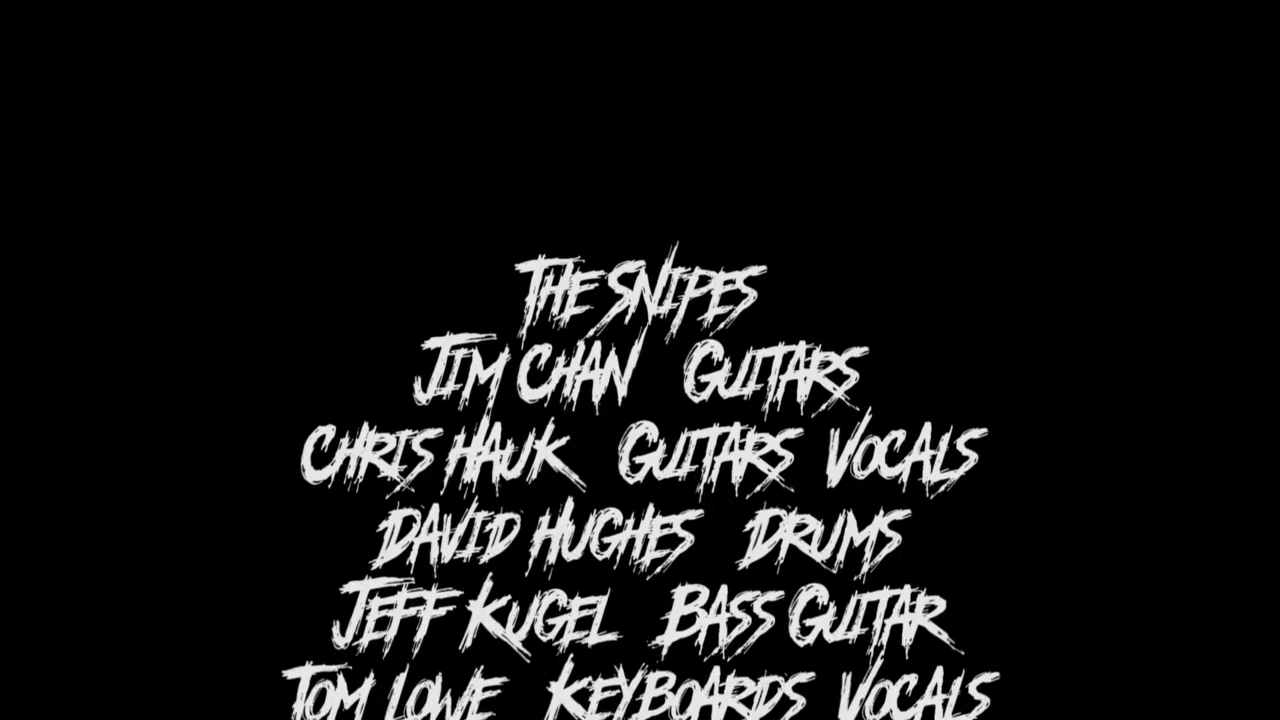 The Snipes
Jim Chan Guitars
Chris Hauk Guitars Vocals
David Hughes Drums
Jeff Kugel Bass Guitar
Tom Lowe Keyboards Vocals